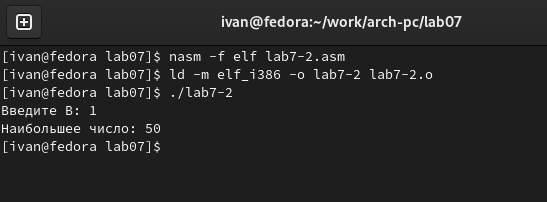 ivan@fedora:~/work/arch-pc/lab07
[ivan@fedora lab07]$ nasm -f elf lab7-2.asm
[ivan@fedora lab07]$ ld -m elf_i386 -o lab7-2 lab7-2.o
[ivan@fedora lab07]$ ./lab7-2
Введите B: 1
Наибольшее число: 50
[ivan@fedora lab07]$